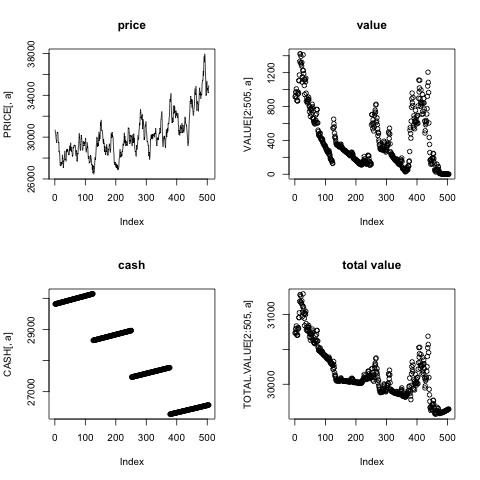 price
PRICE[, a]
26000 30000 34000 38000
0 100 200 300 400 500
Index
value
VALUE[2:505, a]
0 400 800 1200
0 100 200 300 400 500
Index
cash
CASH[, a]
27000 29000
0 100 200 300 400 500
Index
total value
TOTAL.VALUE[2:505, a]
30000 31000
0 100 200 300 400 500
Index